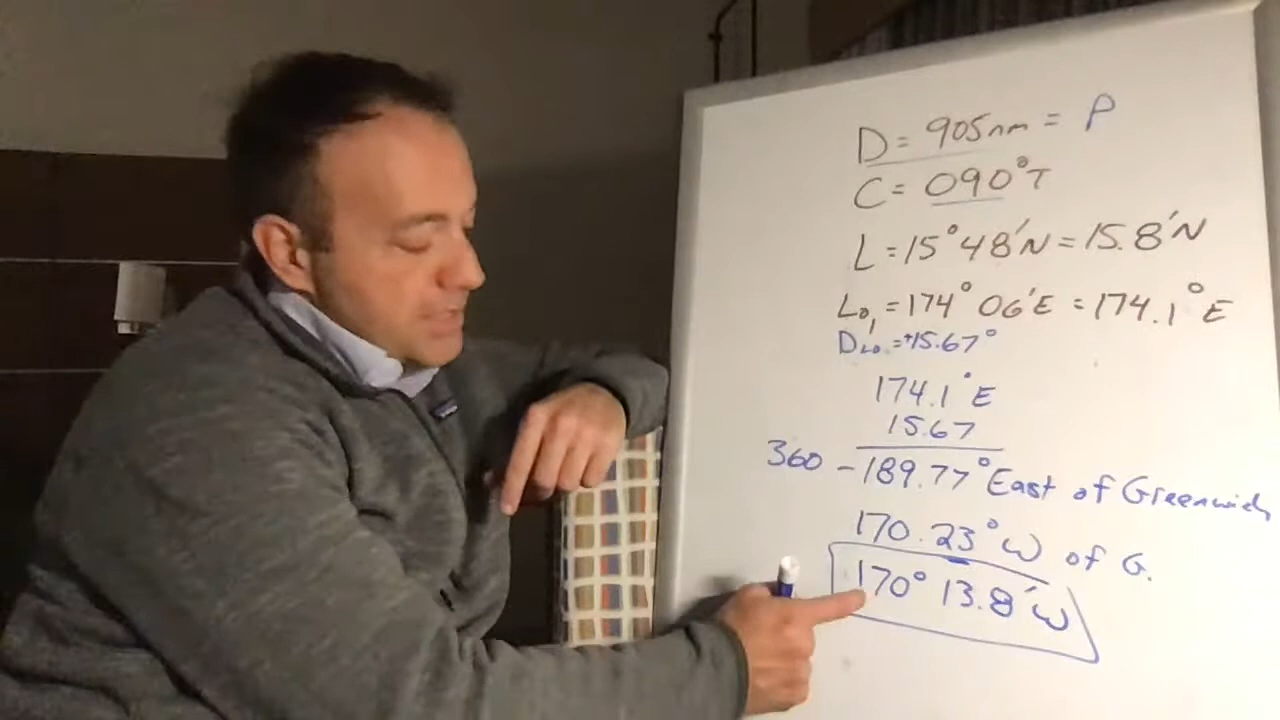 D = 905nm = P
C = 090°T
L = 15°48'N = 15.8'N
Lo₁ = 174° 06'E = 174.1°E
DLo = +15.67°
174.1°E
15.67
360 - 189.77° East of Greenwich
170.23° W of G.
170° 13.8' W